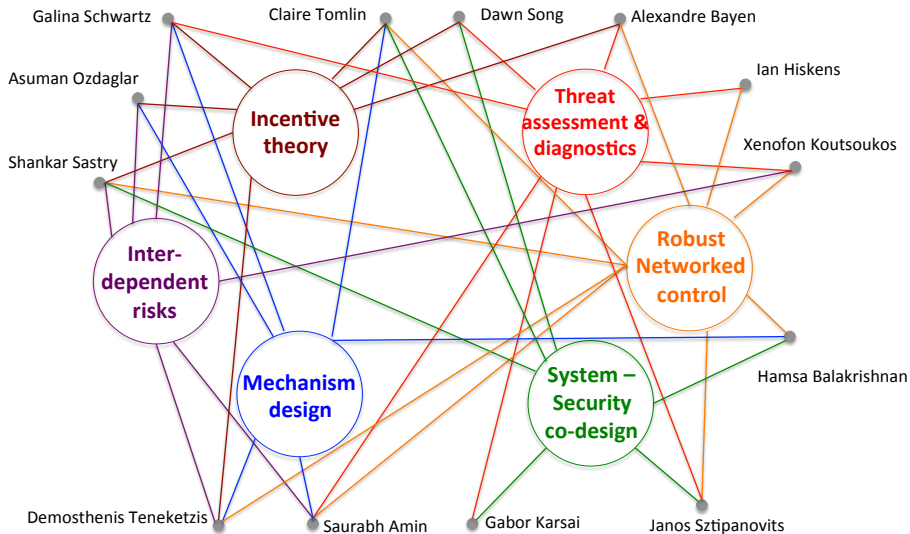 Galina Schwartz
Claire Tomlin
Dawn Song
Alexandre Bayen
Asuman Ozdaglar
Ian Hiskens
Incentive
theory
Threat
assessment &
diagnostics
Shankar Sastry
Xenofon Koutsoukos
Inter-
dependent
risks
Robust
Networked
control
Mechanism
design
System –
Security
co-design
Hamsa Balakrishnan
Demosthenis Teneketzis
Saurabh Amin
Gabor Karsai
Janos Sztipanovits